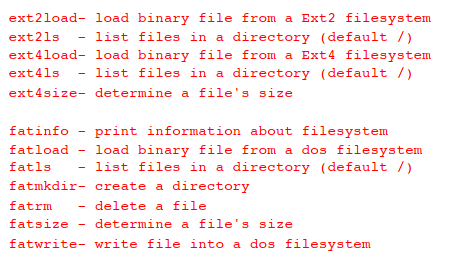 ext2load- load binary file from a Ext2 filesystem
ext2ls  - list files in a directory (default /)
ext4load- load binary file from a Ext4 filesystem
ext4ls  - list files in a directory (default /)
ext4size- determine a file's size

fatinfo - print information about filesystem
fatload - load binary file from a dos filesystem
fatls   - list files in a directory (default /)
fatmkdir- create a directory
fatrm   - delete a file
fatsize - determine a file's size
fatwrite- write file into a dos filesystem